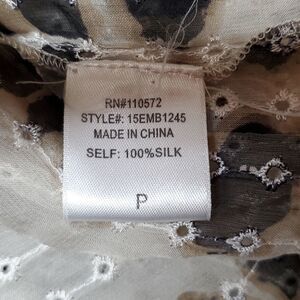 RN#110572
STYLE#: 15EMB1245
MADE IN CHINA
SELF: 100%SILK
P